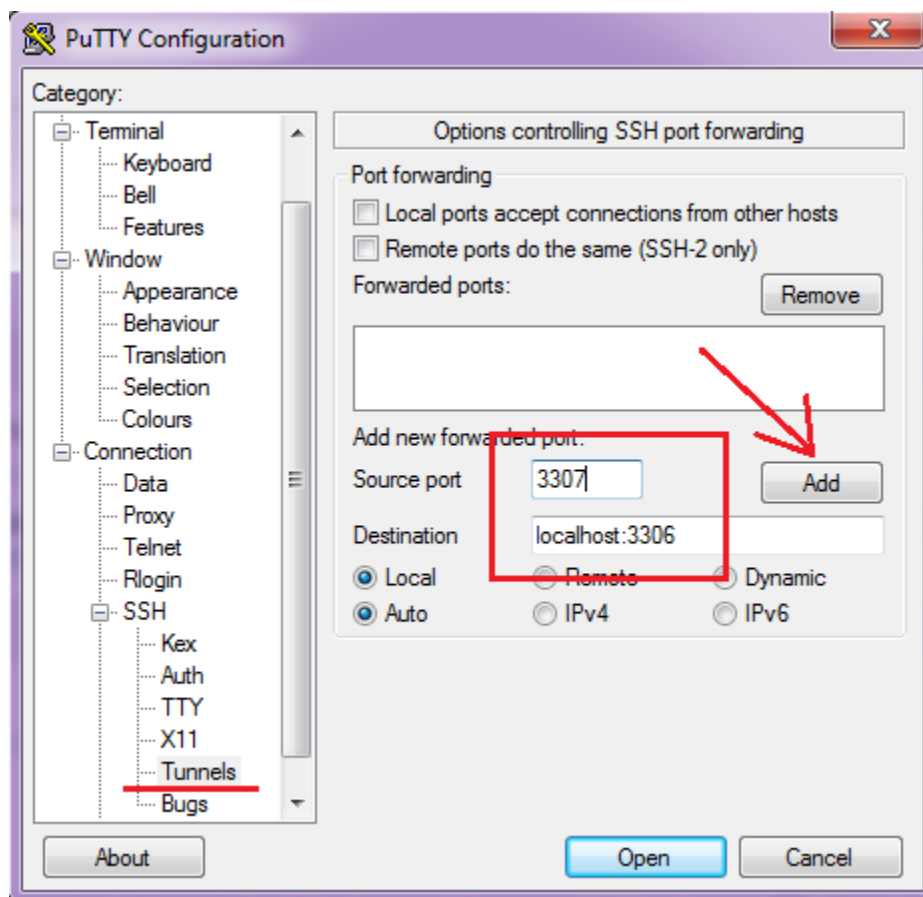 PuTTY Configuration
Category:
Terminal
Keyboard
Bell
Features
Window
Appearance
Behaviour
Translation
Selection
Colours
Connection
Data
Proxy
Telnet
Rlogin
SSH
Kex
Auth
TTY
X11
Tunnels
Bugs
Options controlling SSH port forwarding
Port forwarding
Local ports accept connections from other hosts
Remote ports do the same (SSH-2 only)
Forwarded ports:
Remove
Add new forwarded port:
Source port 3307 Add
Destination localhost:3306
Local Remote Dynamic
Auto IPv4 IPv6
About Open Cancel